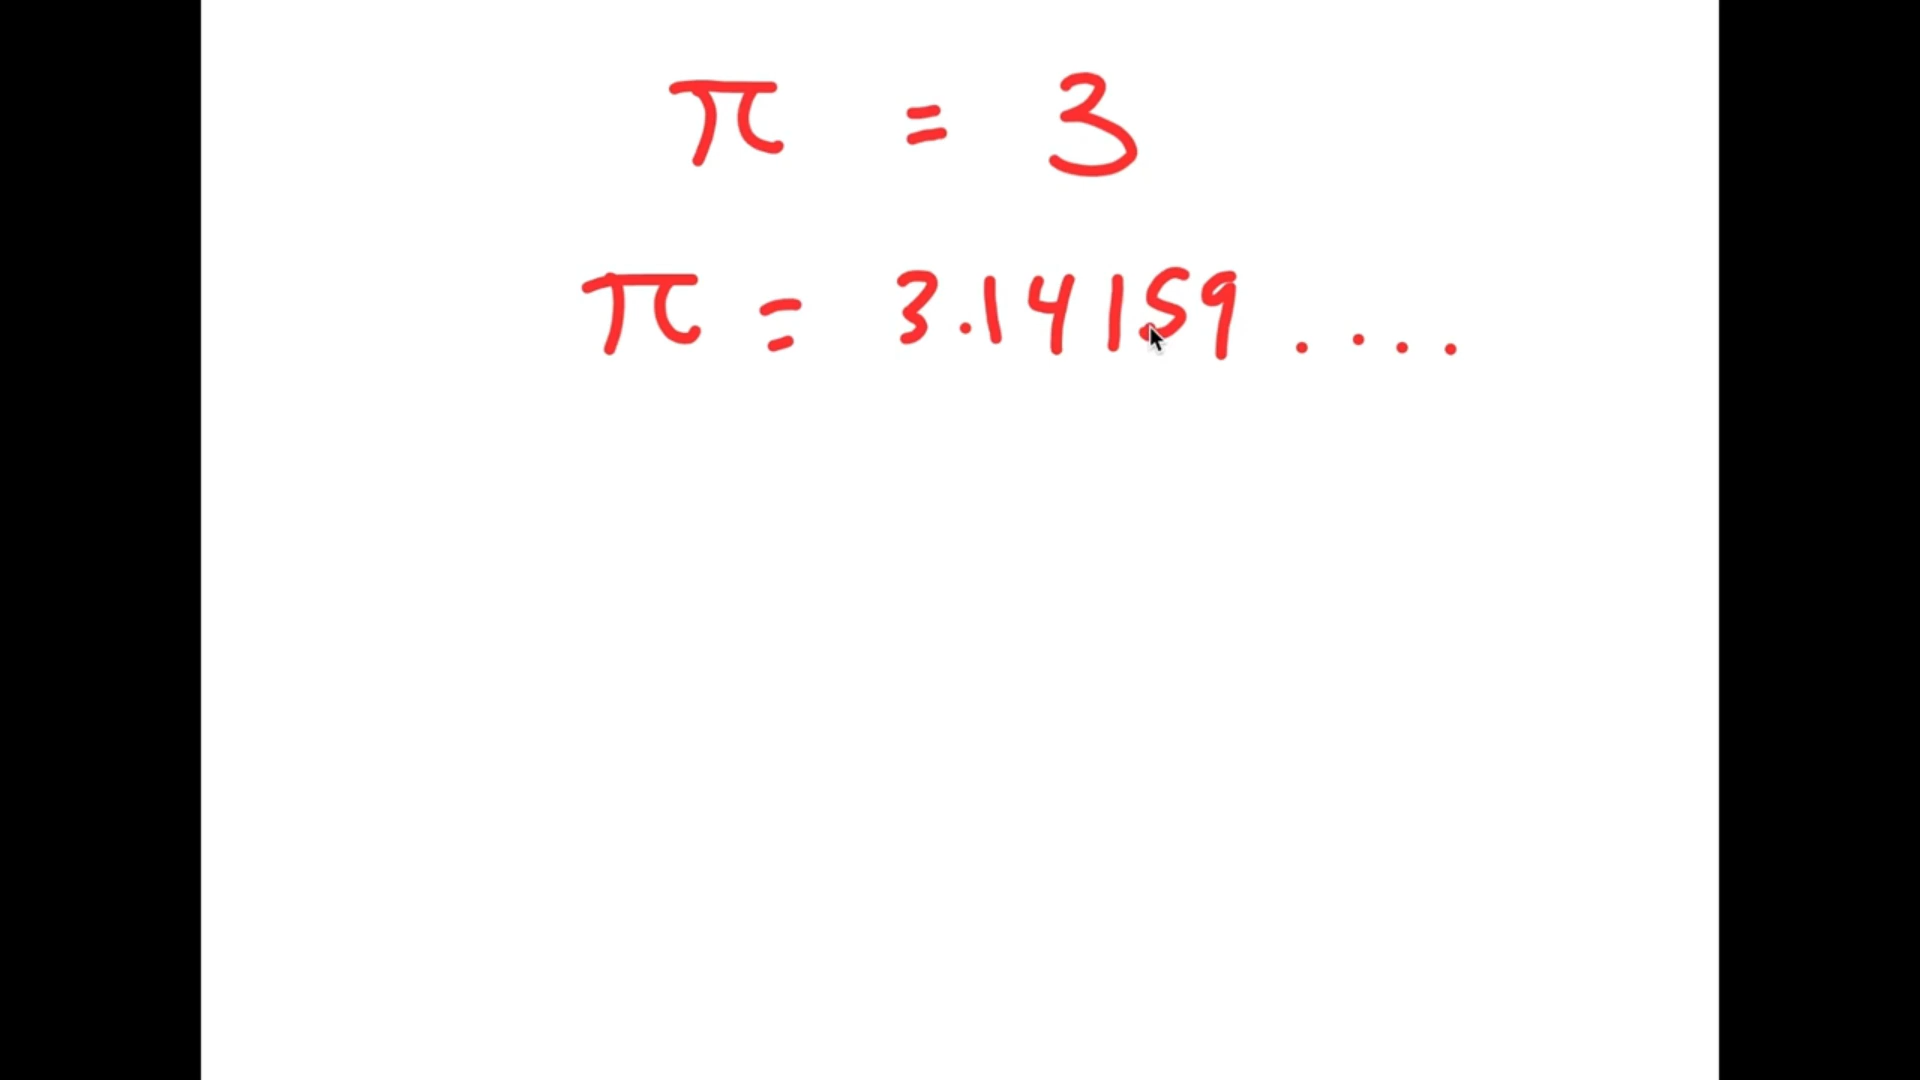 π = 3
π = 3.14159 ....